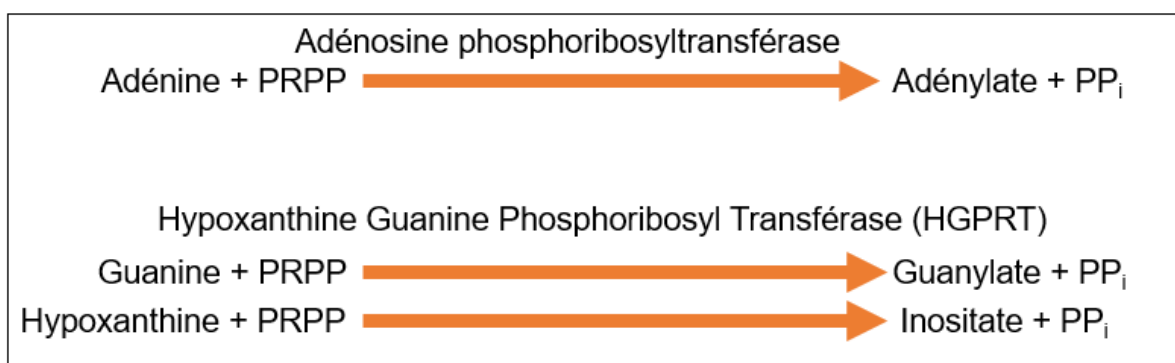 Adénosine phosphoribosyltransférase
Adénine + PRPP Adénylate + PPi
Hypoxanthine Guanine Phosphoribosyl Transférase (HGPRT)
Guanine + PRPP Guanylate + PPi
Hypoxanthine + PRPP Inositate + PPi